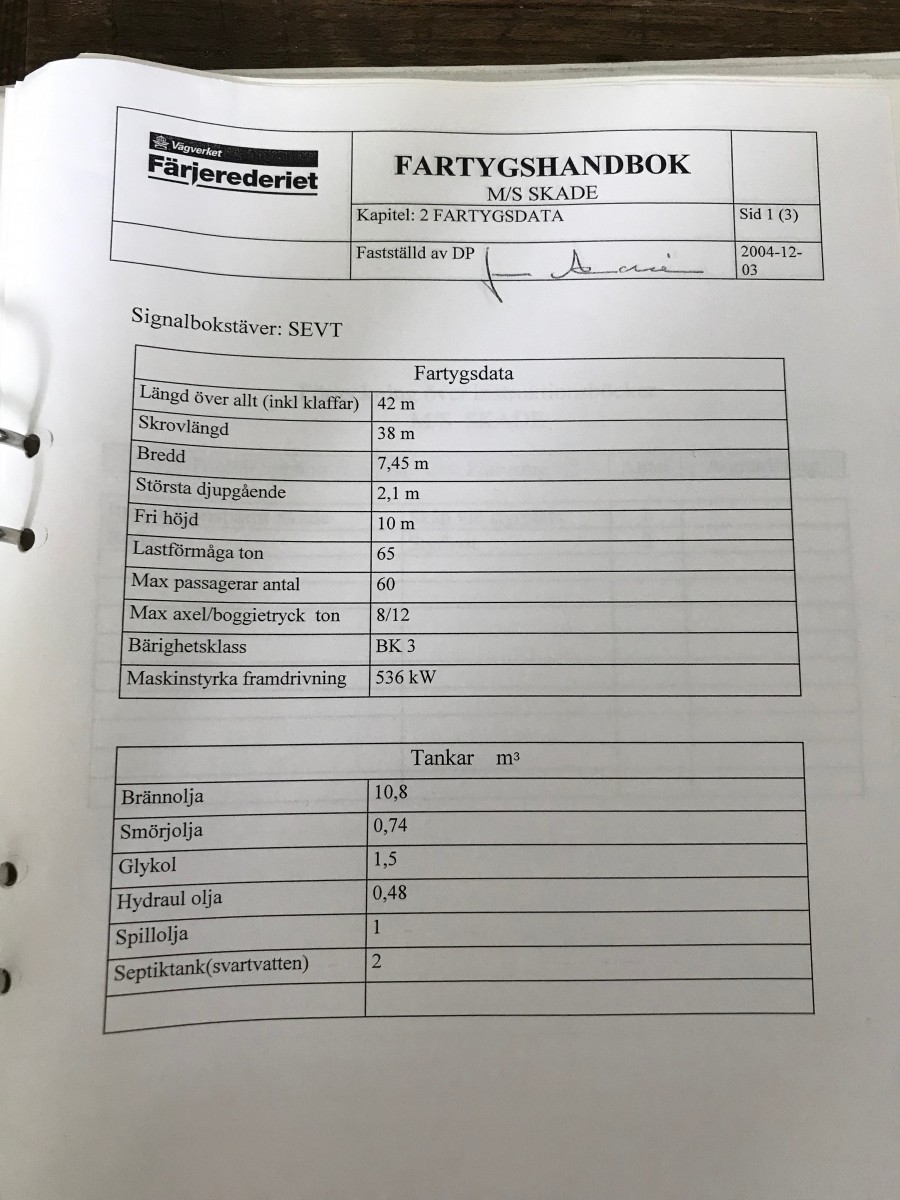 Vägverket
Färjerederiet
FARTYGSHANDBOK
M/S SKADE
Kapitel: 2 FARTYGSDATA
Sid 1 (3)
Fastställd av DP
2004-12-
03
Signalbokstäver: SEVT
Fartygsdata
Längd över allt (inkl klaffar) 42 m
Skrovlängd 38 m
Bredd 7,45 m
Största djupgående 2,1 m
Fri höjd 10 m
Lastförmåga ton 65
Max passagerar antal 60
Max axel/boggietryck ton 8/12
Bärighetsklass BK 3
Maskinstyrka framdrivning 536 kW
Tankar m³
Brännolja 10,8
Smörjolja 0,74
Glykol 1,5
Hydraul olja 0,48
Spillolja 1
Septiktank(svartvatten) 2